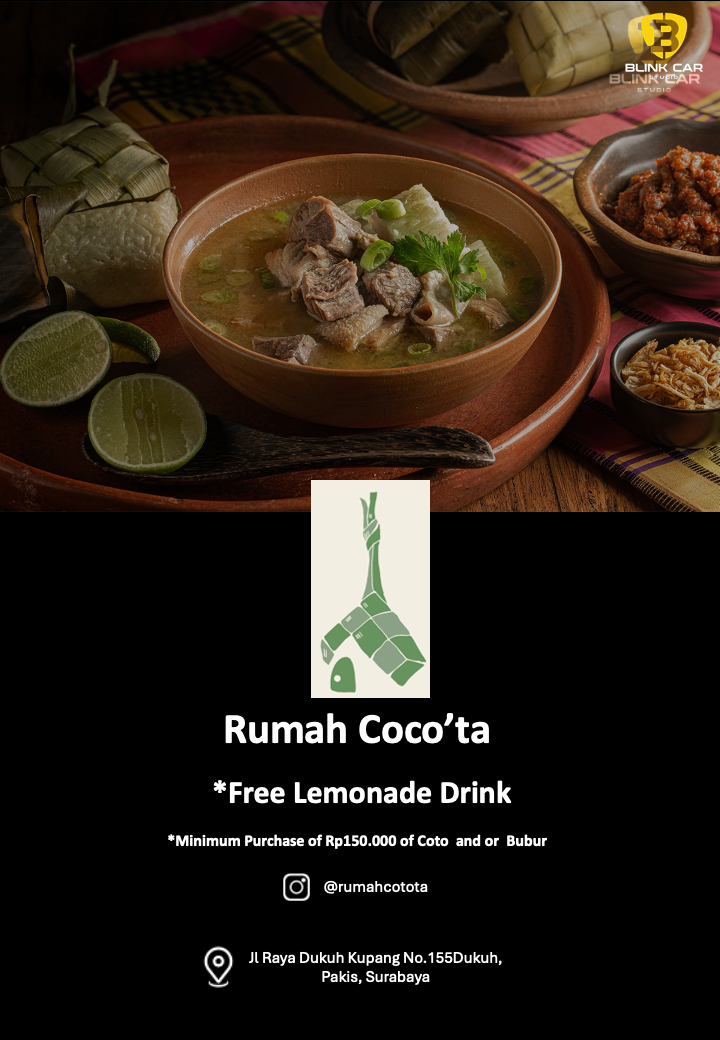 BLINK CAR
STUDIO
BLINK CAR
STUDIO
Rumah Coco’ta
*Free Lemonade Drink
*Minimum Purchase of Rp150.000 of Coto  and or  Bubur
@rumahcotota
Jl Raya Dukuh Kupang No.155Dukuh,
Pakis, Surabaya